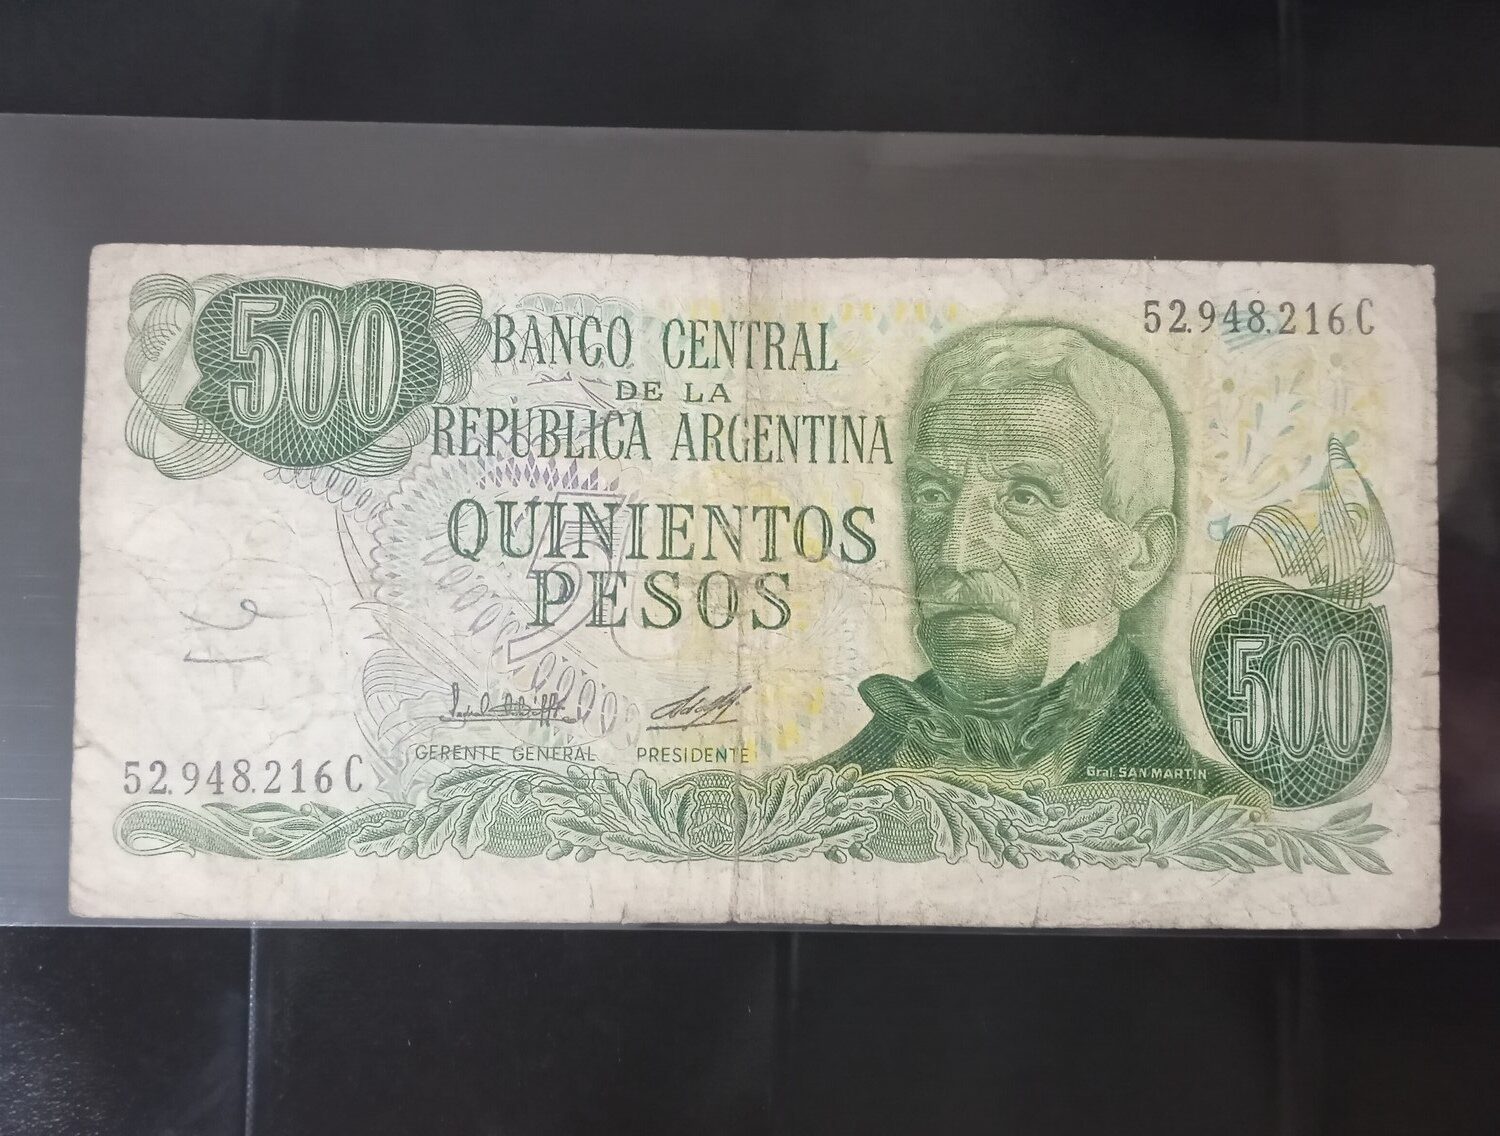 500
52.948.216 C
BANCO CENTRAL
DE LA
REPÚBLICA ARGENTINA
QUINIENTOS
PESOS
GERENTE GENERAL PRESIDENTE
Gral. SAN MARTIN
500
52.948.216 C